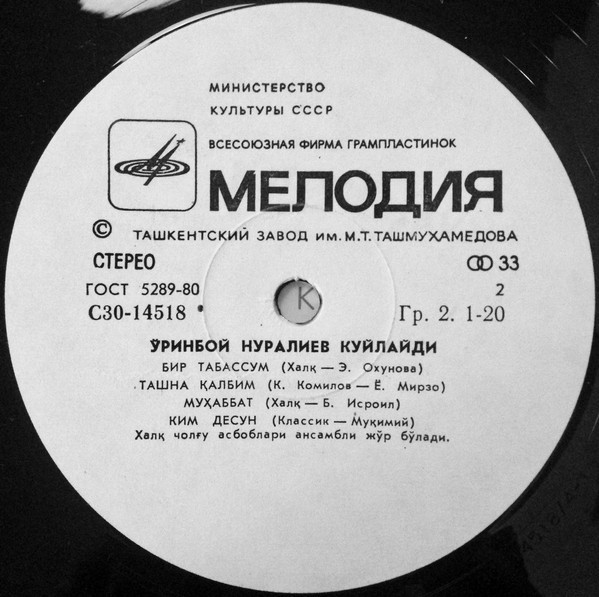 МИНИСТЕРСТВО
КУЛЬТУРЫ СССР
ВСЕСОЮЗНАЯ ФИРМА ГРАМПЛАСТИНОК
МЕЛОДИЯ
© ТАШКЕНТСКИЙ ЗАВОД ИМ. М.Т. ТАШМУХАМЕДОВА
СТЕРЕО 33
ГОСТ 5289-80 2
С30-14518 Гр. 2. 1-20
К
ЎРИНБОЙ НУРАЛИЕВ КУЙЛАЙДИ
БИР ТАБАССУМ (Халқ — Э. Охунова)
ТАШНА ҚАЛБИМ (К. Комилов — Ё. Мирзо)
МУҲАББАТ (Халқ — Б. Исроил)
КИМ ДЕСУН (Классик — Муқимий)
Халқ чолғу асбоблари ансамбли жўр бўлади.